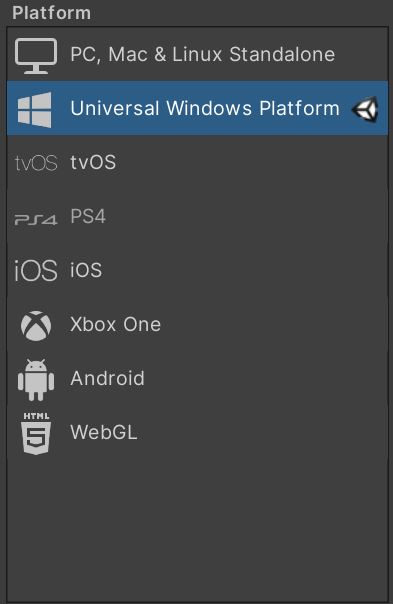 Platform
PC, Mac & Linux Standalone
Universal Windows Platform
tvOS tvOS
PS4 PS4
iOS iOS
Xbox One
Android
HTML
5 WebGL